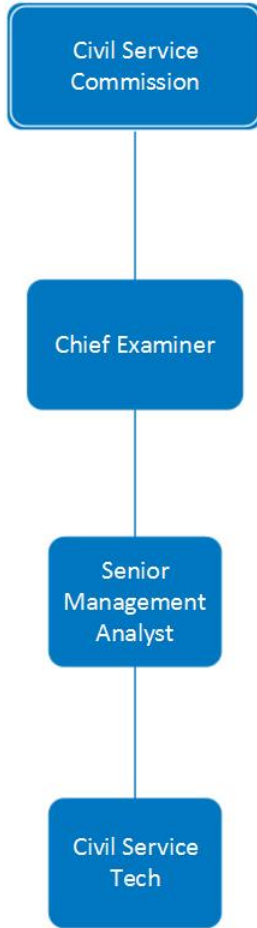 Civil Service
Commission
Chief Examiner
Senior
Management
Analyst
Civil Service
Tech